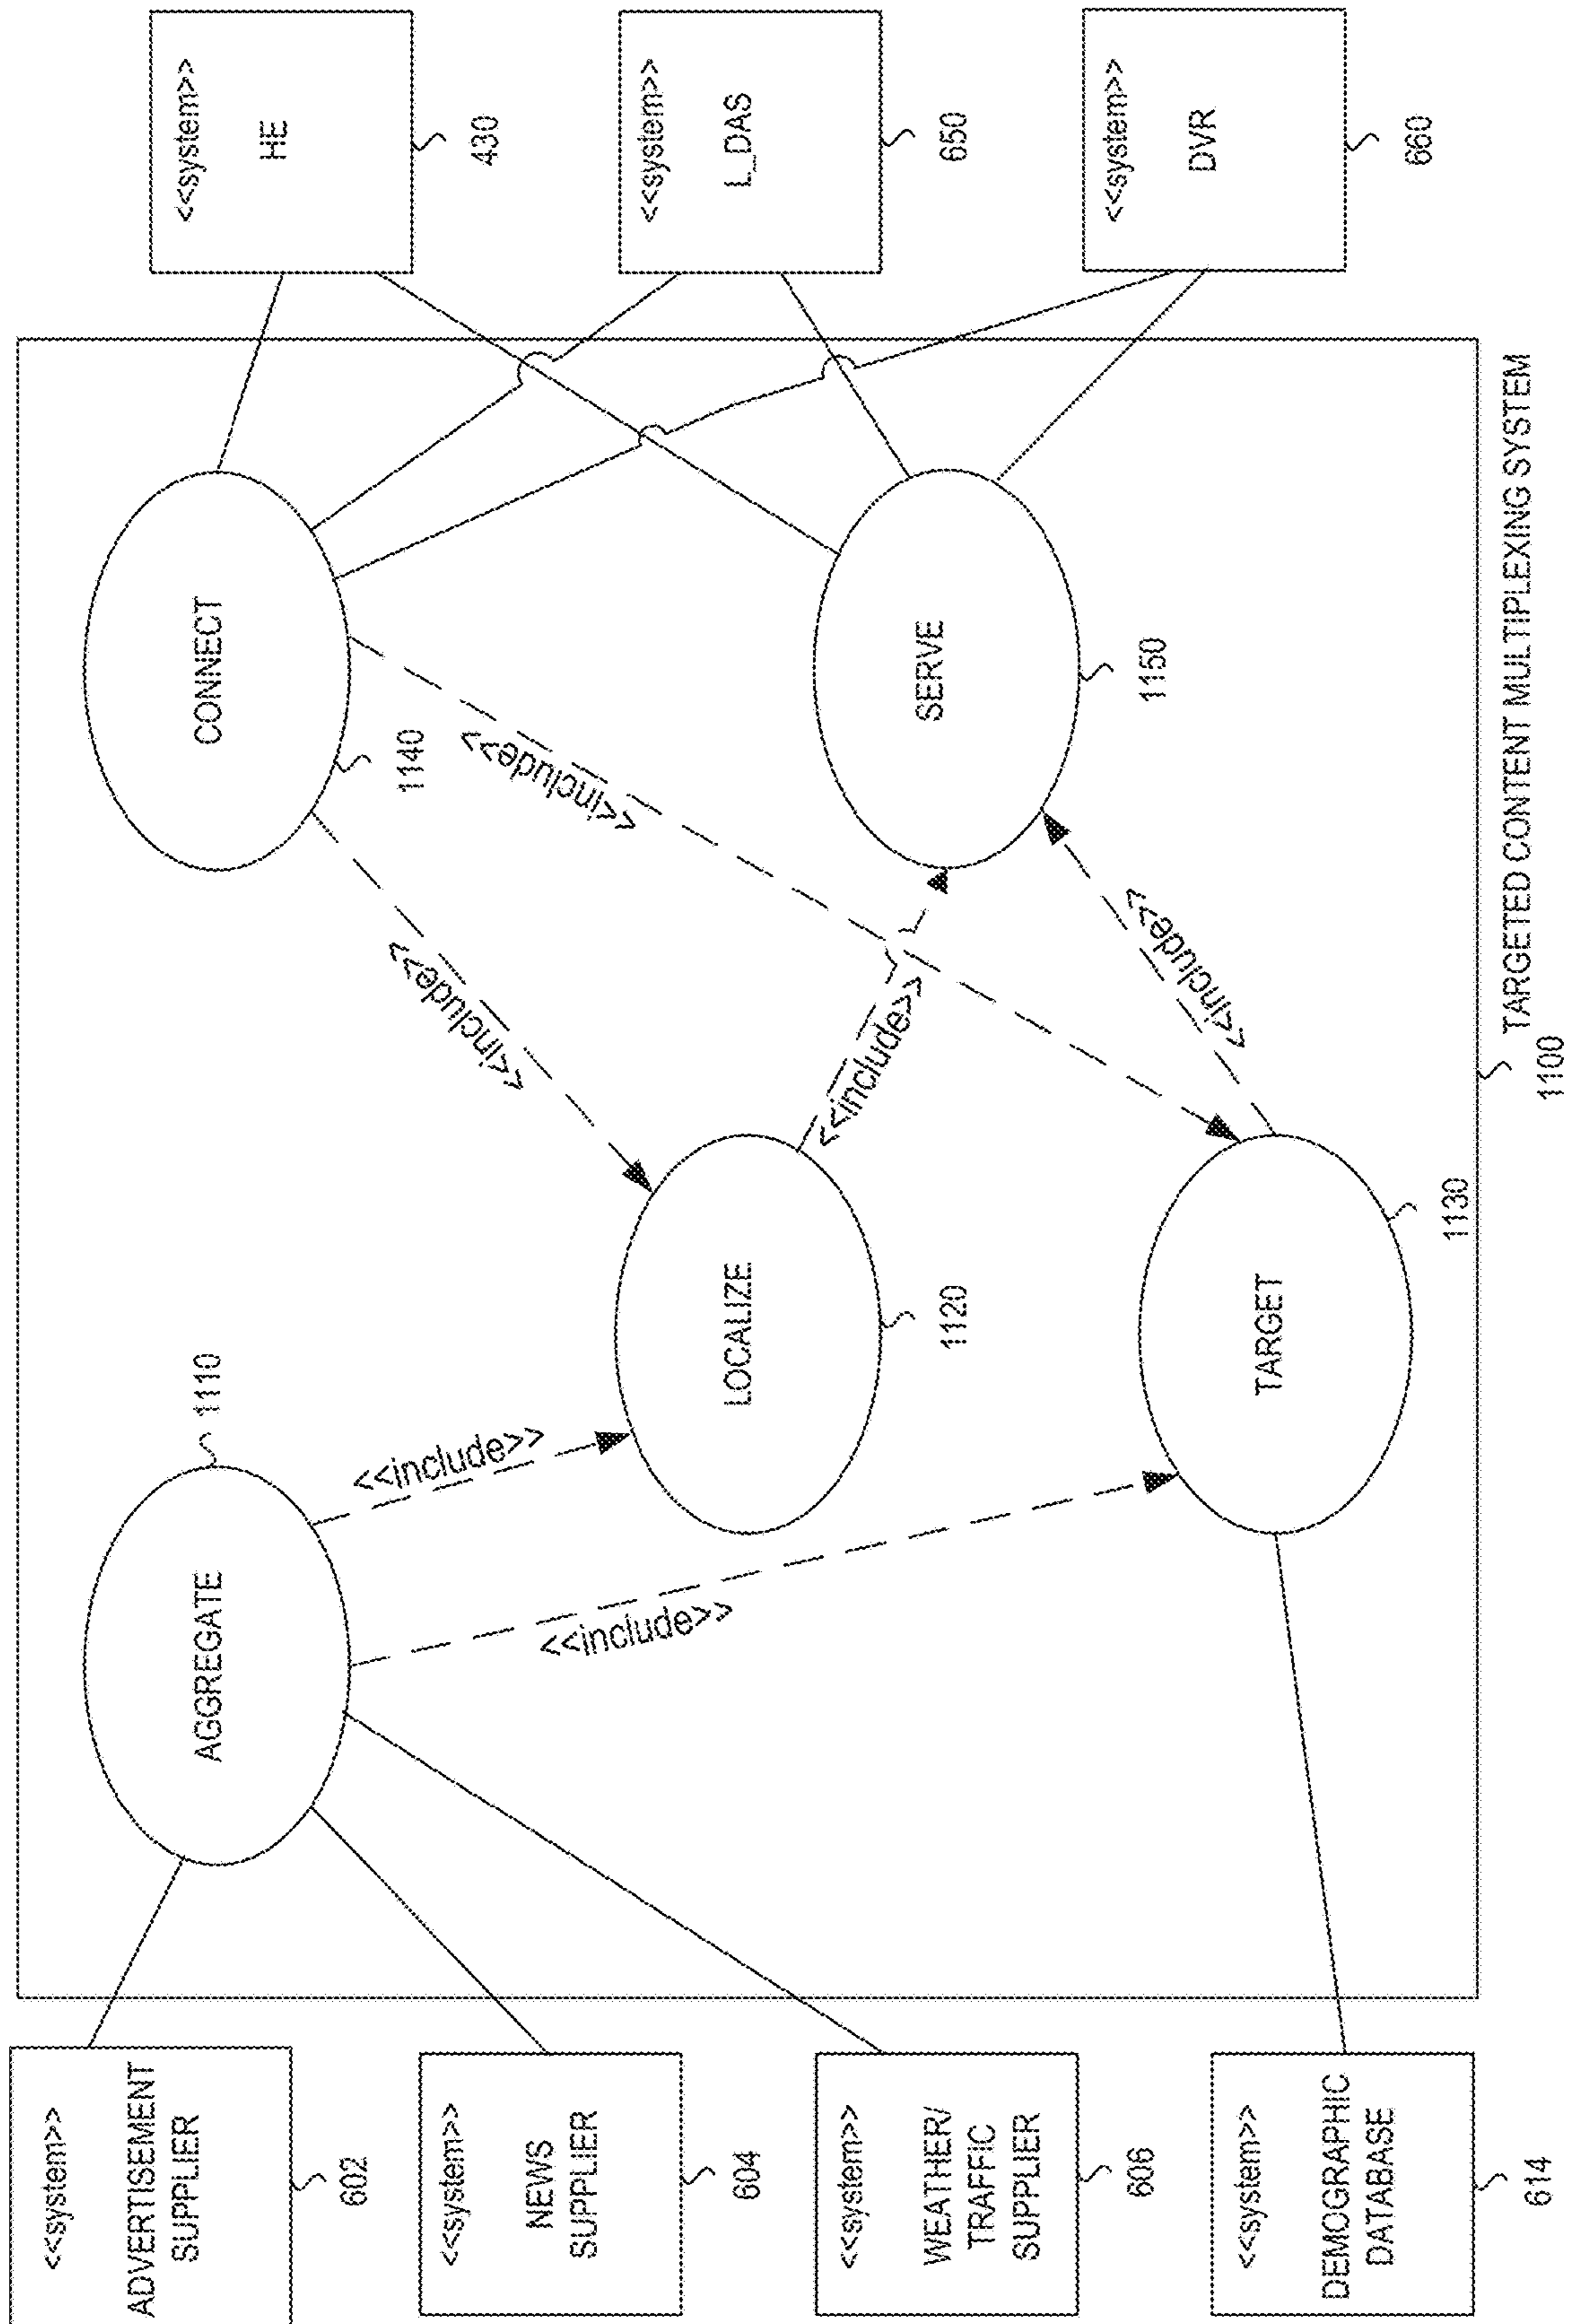 <<system>>
ADVERTISEMENT
SUPPLIER
602
<<system>>
NEWS
SUPPLIER
604
<<system>>
WEATHER/
TRAFFIC
SUPPLIER
606
<<system>>
DEMOGRAPHIC
DATABASE
614
AGGREGATE
1110
<<include>>
<<include>>
LOCALIZE
1120
TARGET
1130
<<include>>
<<include>>
<<include>>
<<include>>
CONNECT
1140
SERVE
1150
1100
TARGETED CONTENT MULTIPLEXING SYSTEM
<<system>>
HE
430
<<system>>
L_DAS
650
<<system>>
DVR
660